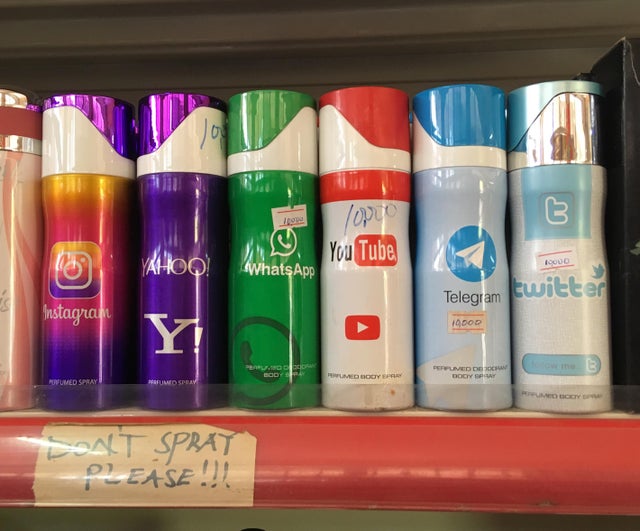 Instagram
PERFUMED SPRAY
YAHOO!
Y!
PERFUMED SPRAY
10000
WhatsApp
PERFUMED DEODORANT
BODY SPRAY
10000
YouTube
PERFUMED BODY SPRAY
Telegram
10000
PERFUMED DEODORANT
BODY SPRAY
t
10000
twitter
follow me
t
PERFUMED BODY SPRAY
DON'T SPRAY
PLEASE!!!